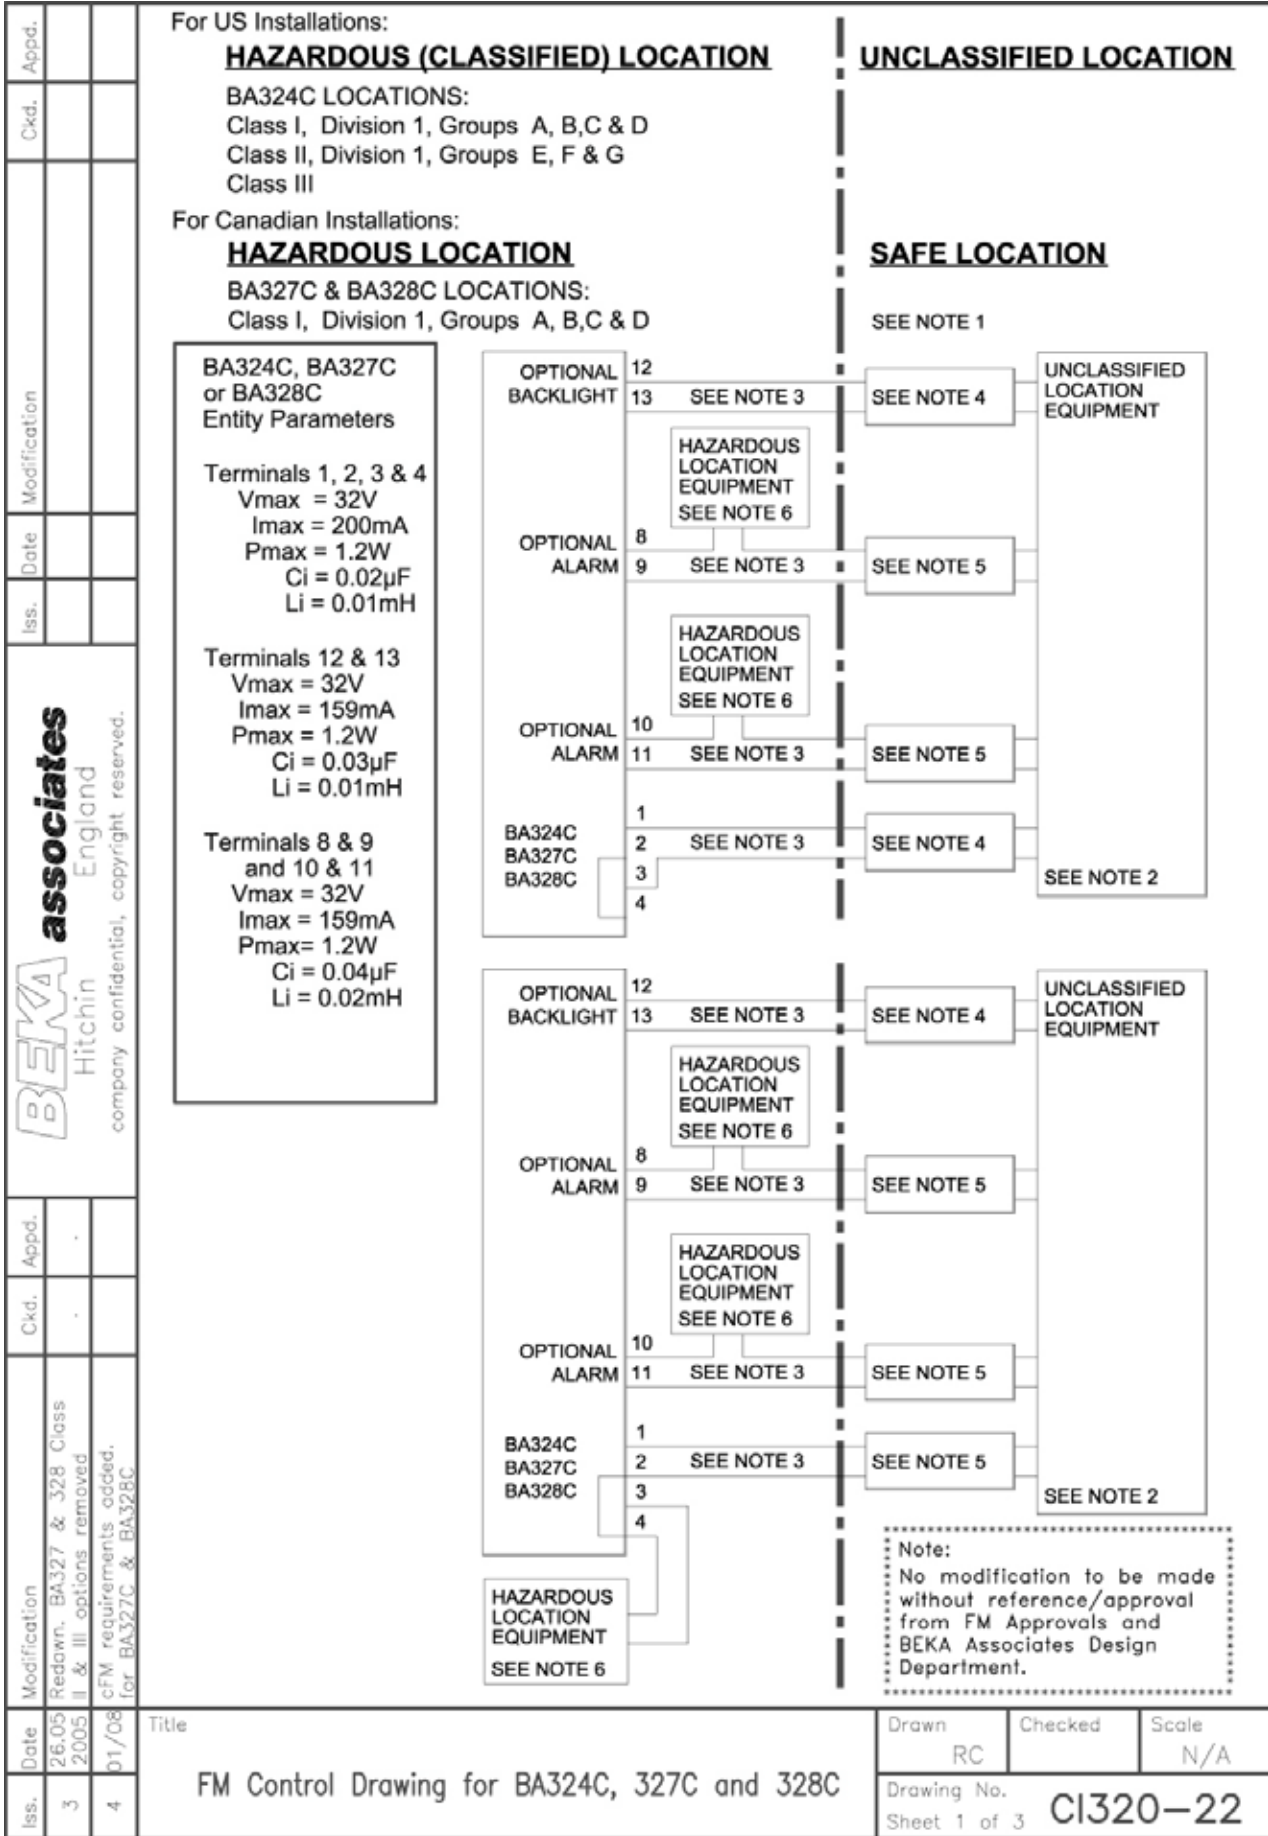 For US Installations:
HAZARDOUS (CLASSIFIED) LOCATION
UNCLASSIFIED LOCATION
BA324C LOCATIONS:
Class I, Division 1, Groups A, B,C & D
Class II, Division 1, Groups E, F & G
Class III
For Canadian Installations:
HAZARDOUS LOCATION
SAFE LOCATION
BA327C & BA328C LOCATIONS:
Class I, Division 1, Groups A, B,C & D
SEE NOTE 1
BA324C, BA327C
or BA328C
Entity Parameters
Terminals 1, 2, 3 & 4
Vmax = 32V
Imax = 200mA
Pmax = 1.2W
Ci = 0.02µF
Li = 0.01mH
Terminals 12 & 13
Vmax = 32V
Imax = 159mA
Pmax = 1.2W
Ci = 0.03µF
Li = 0.01mH
Terminals 8 & 9
and 10 & 11
Vmax = 32V
Imax = 159mA
Pmax= 1.2W
Ci = 0.04µF
Li = 0.02mH
OPTIONAL
BACKLIGHT
12
13
SEE NOTE 3
SEE NOTE 4
UNCLASSIFIED
LOCATION
EQUIPMENT
HAZARDOUS
LOCATION
EQUIPMENT
SEE NOTE 6
OPTIONAL
ALARM
8
9
SEE NOTE 3
SEE NOTE 5
HAZARDOUS
LOCATION
EQUIPMENT
SEE NOTE 6
OPTIONAL
ALARM
10
11
SEE NOTE 3
SEE NOTE 5
BA324C
BA327C
BA328C
1
2
3
4
SEE NOTE 3
SEE NOTE 4
SEE NOTE 2
OPTIONAL
BACKLIGHT
12
13
SEE NOTE 3
SEE NOTE 4
UNCLASSIFIED
LOCATION
EQUIPMENT
HAZARDOUS
LOCATION
EQUIPMENT
SEE NOTE 6
OPTIONAL
ALARM
8
9
SEE NOTE 3
SEE NOTE 5
HAZARDOUS
LOCATION
EQUIPMENT
SEE NOTE 6
OPTIONAL
ALARM
10
11
SEE NOTE 3
SEE NOTE 5
BA324C
BA327C
BA328C
1
2
3
4
SEE NOTE 3
SEE NOTE 5
SEE NOTE 2
HAZARDOUS
LOCATION
EQUIPMENT
SEE NOTE 6
Note:
No modification to be made
without reference/approval
from FM Approvals and
BEKA Associates Design
Department.
Title
FM Control Drawing for BA324C, 327C and 328C
Drawn
RC
Checked
Scale
N/A
Drawing No.
Sheet 1 of 3
CI320-22
Iss. Date Modification Ckd. Appd.
3 26.05 2005 Redawn. BA327 & 328 Class
II & III options removed . .
4 01/08 cFM requirements added.
for BA327C & BA328C
BEKA associates
Hitchin England
company confidential, copyright reserved.
Iss. Date Modification Ckd. Appd.